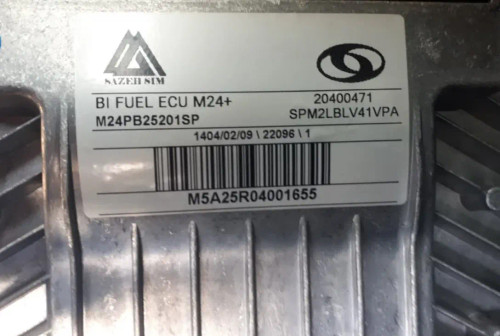 SAZEH SIM
BI FUEL ECU M24+
20400471
M24PB25201SP
SPM2LBLV41VPA
1404/02/09 \ 22096 \ 1
M5A25R04001655